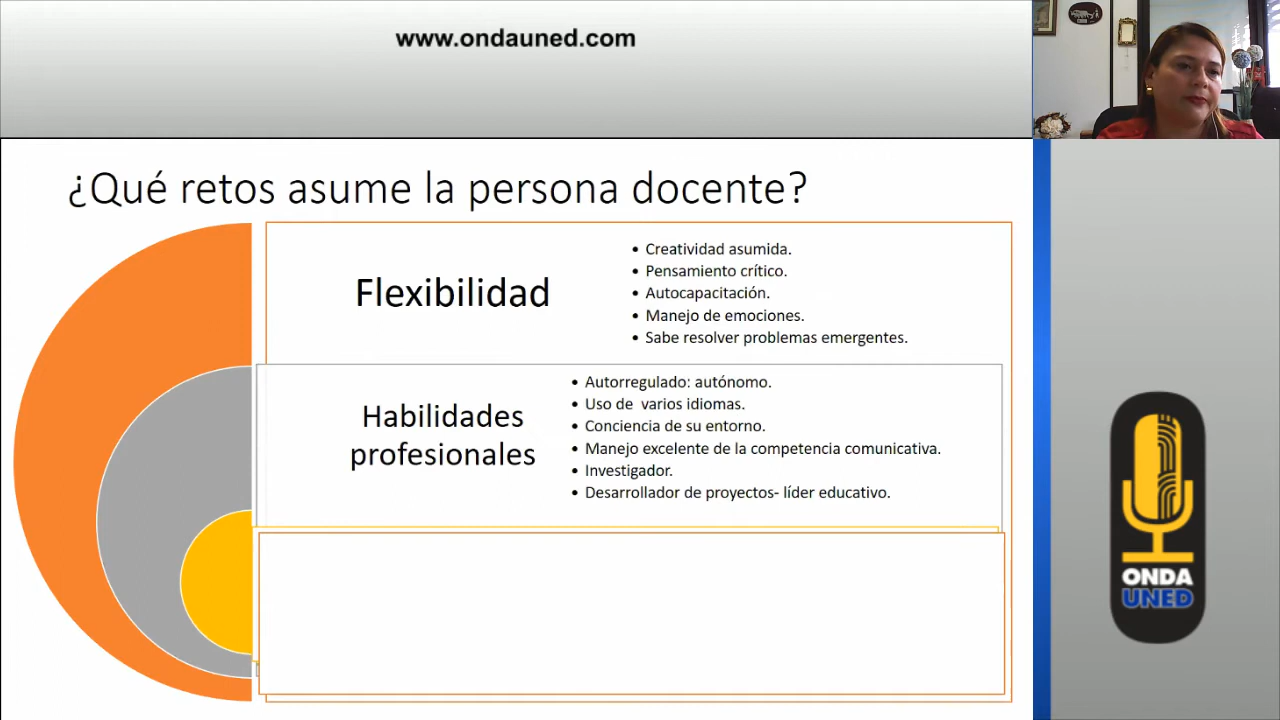 www.ondauned.com
¿Qué retos asume la persona docente?
Flexibilidad
• Creatividad asumida.
• Pensamiento crítico.
• Autocapacitación.
• Manejo de emociones.
• Sabe resolver problemas emergentes.
Habilidades
profesionales
• Autorregulado: autónomo.
• Uso de varios idiomas.
• Conciencia de su entorno.
• Manejo excelente de la competencia comunicativa.
• Investigador.
• Desarrollador de proyectos- líder educativo.
ONDA
UNED